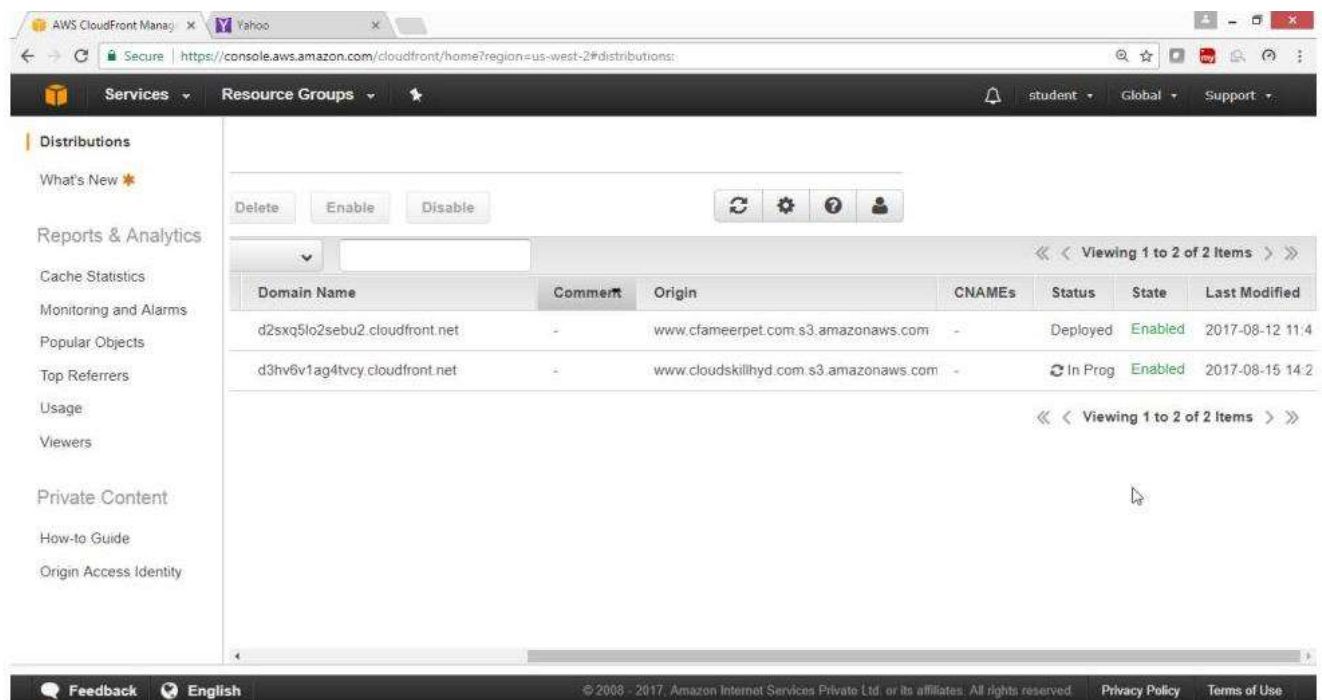 AWS CloudFront Manag
Yahoo
Secure https://console.aws.amazon.com/cloudfront/home?region=us-west-2#distributions:
Services Resource Groups student Global Support
Distributions
What's New
Delete Enable Disable
Reports & Analytics
Viewing 1 to 2 of 2 Items
Cache Statistics
Domain Name Comment Origin CNAMEs Status State Last Modified
Monitoring and Alarms
d2sxq5lo2sebu2.cloudfront.net - www.cfameerpet.com.s3.amazonaws.com - Deployed Enabled 2017-08-12 11:4
Popular Objects
Top Referrers
d3hv6v1ag4tvcy.cloudfront.net - www.cloudskillhyd.com.s3.amazonaws.com - In Prog Enabled 2017-08-15 14:2
Usage
Viewing 1 to 2 of 2 Items
Viewers
Private Content
How-to Guide
Origin Access Identity
Feedback English © 2008 - 2017, Amazon Internet Services Private Ltd. or its affiliates. All rights reserved. Privacy Policy Terms of Use